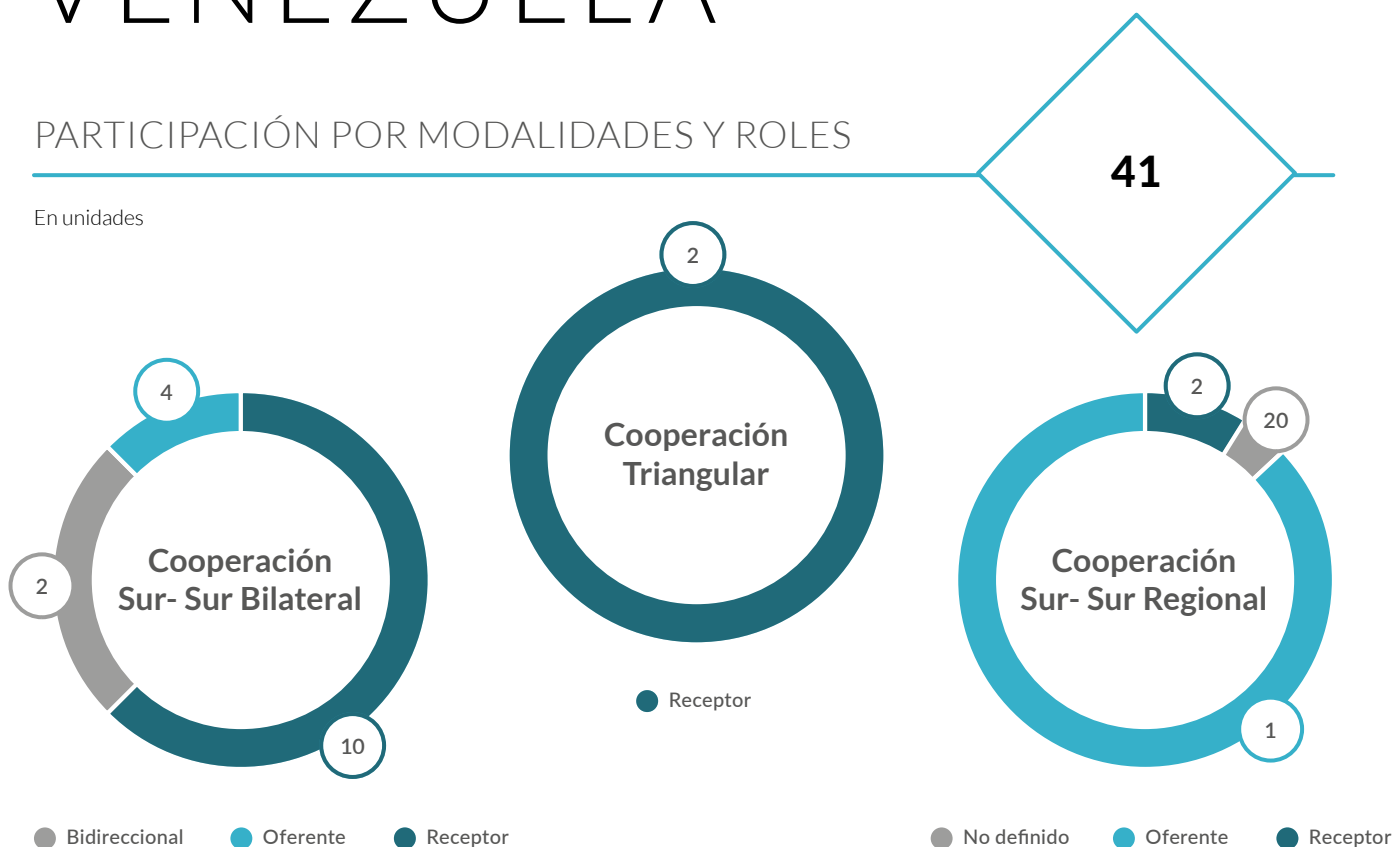 VENEZUELA
PARTICIPACIÓN POR MODALIDADES Y ROLES
41
En unidades
4
2
10
Cooperación
Sur- Sur Bilateral
Bidireccional
Oferente
Receptor
2
Cooperación
Triangular
Receptor
2
20
1
Cooperación
Sur- Sur Regional
No definido
Oferente
Receptor